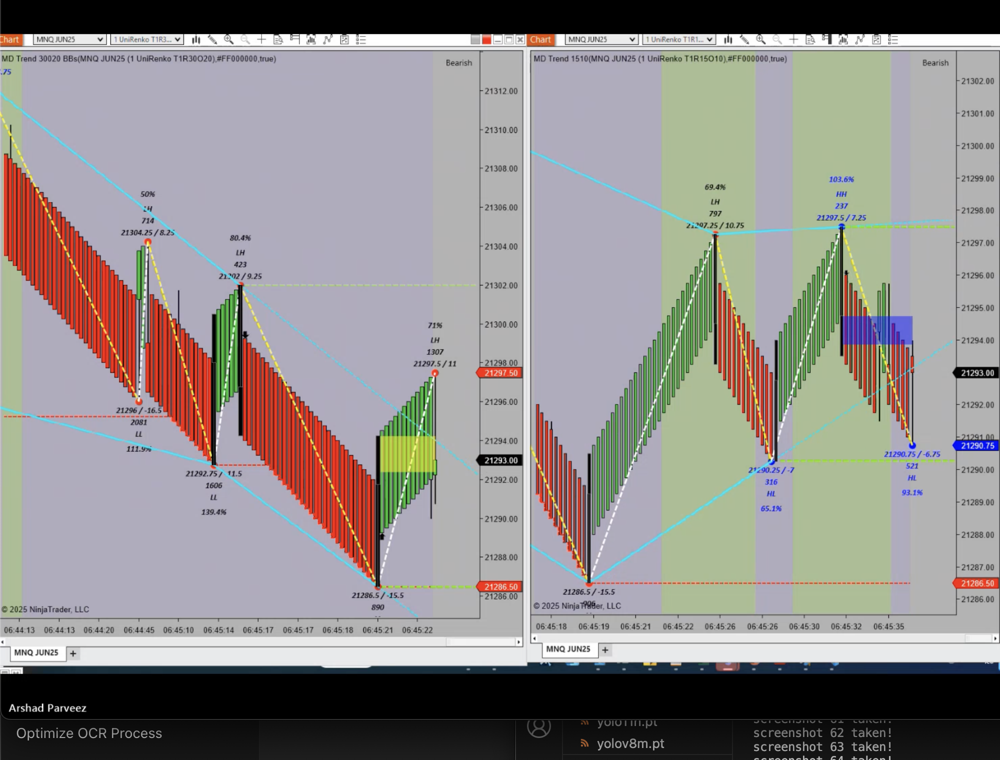 Chart
MNQ JUN25
1 UniRenko T1R3...
MD Trend 30020 BBs(MNQ JUN25 (1 UniRenko T1R30O20),#FF000000,true)
Bearish
.75
21312.00
21310.00
21308.00
21306.00
21304.00
21302.00
21300.00
21298.00
21297.50
21296.00
21294.00
21293.00
21292.00
21290.00
21288.00
21286.50
21286.00
50%
LH
714
21304.25 / 8.25
80.4%
LH
423
21302 / 9.25
71%
LH
1307
21297.5 / 11
21296 / -16.5
2081
LL
111.9%
21292.75 / -11.5
1606
LL
139.4%
21286.5 / -15.5
890
© 2025 NinjaTrader, LLC
06:44:13
06:44:13
06:44:20
06:44:45
06:45:10
06:45:14
06:45:17
06:45:17
06:45:18
06:45:21
06:45:22
MNQ JUN25
+
Chart
MNQ JUN25
1 UniRenko T1R1...
MD Trend 1510(MNQ JUN25 (1 UniRenko T1R15O10),#FF000000,true)
Bearish
21302.00
21301.00
21300.00
21299.00
21298.00
21297.00
21296.00
21295.00
21294.00
21293.00
21292.00
21291.00
21290.75
21290.00
21289.00
21288.00
21287.00
21286.50
21286.00
69.4%
LH
797
21297.25 / 10.75
103.6%
HH
237
21297.5 / 7.25
21290.25 / -7
316
HL
65.1%
21290.75 / -6.75
521
HL
93.1%
21286.5 / -15.5
© 2025 NinjaTrader, LLC
06:45:18
06:45:19
06:45:21
06:45:22
06:45:26
06:45:26
06:45:30
06:45:32
06:45:35
MNQ JUN25
+
Arshad Parveez
Optimize OCR Process
yolo11n.pt
yolov8m.pt
screenshot 61 taken!
screenshot 62 taken!
screenshot 63 taken!
screenshot 64 taken!